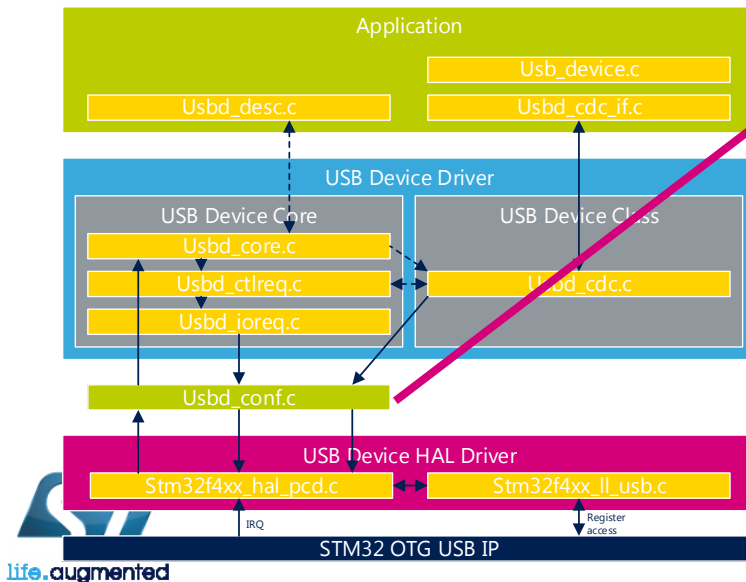 Application
Usb_device.c
Usbd_desc.c
Usbd_cdc_if.c
USB Device Driver
USB Device Core
USB Device Class
Usbd_core.c
Usbd_ctlreq.c
Usbd_cdc.c
Usbd_ioreq.c
Usbd_conf.c
USB Device HAL Driver
Stm32f4xx_hal_pcd.c
Stm32f4xx_ll_usb.c
IRQ
Register
access
STM32 OTG USB IP
life.augmented